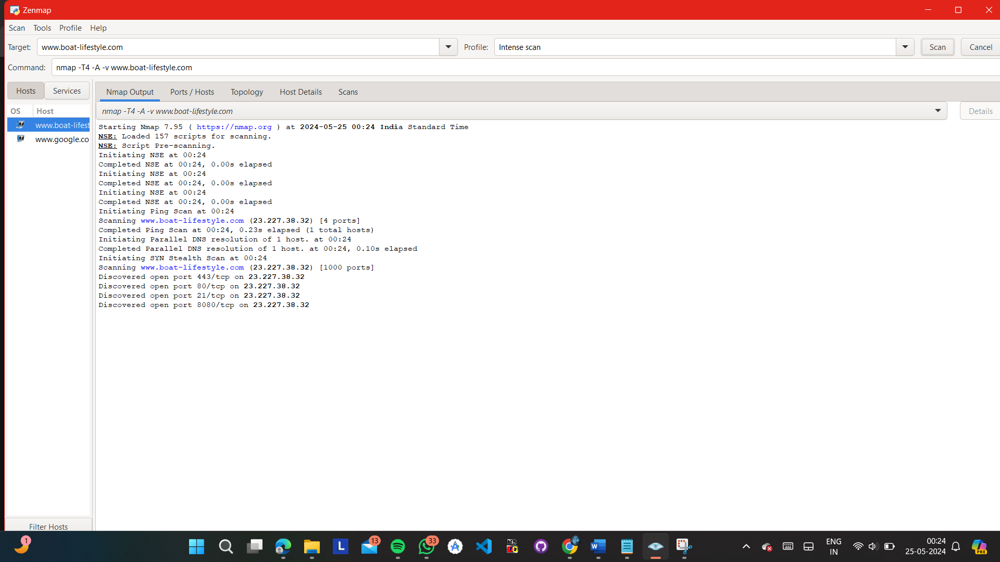 Zenmap
Scan Tools Profile Help
Target: www.boat-lifestyle.com Profile: Intense scan Scan Cancel
Command: nmap -T4 -A -v www.boat-lifestyle.com
Hosts Services
Nmap Output Ports / Hosts Topology Host Details Scans
OS Host
www.boat-lifest
www.google.co
nmap -T4 -A -v www.boat-lifestyle.com Details
Starting Nmap 7.95 ( https://nmap.org ) at 2024-05-25 00:24 India Standard Time
NSE: Loaded 157 scripts for scanning.
NSE: Script Pre-scanning.
Initiating NSE at 00:24
Completed NSE at 00:24, 0.00s elapsed
Initiating NSE at 00:24
Completed NSE at 00:24, 0.00s elapsed
Initiating NSE at 00:24
Completed NSE at 00:24, 0.00s elapsed
Initiating Ping Scan at 00:24
Scanning www.boat-lifestyle.com (23.227.38.32) [4 ports]
Completed Ping Scan at 00:24, 0.23s elapsed (1 total hosts)
Initiating Parallel DNS resolution of 1 host. at 00:24
Completed Parallel DNS resolution of 1 host. at 00:24, 0.10s elapsed
Initiating SYN Stealth Scan at 00:24
Scanning www.boat-lifestyle.com (23.227.38.32) [1000 ports]
Discovered open port 443/tcp on 23.227.38.32
Discovered open port 80/tcp on 23.227.38.32
Discovered open port 21/tcp on 23.227.38.32
Discovered open port 8080/tcp on 23.227.38.32
Filter Hosts
1
L
13
33
MS
W
ENG
IN
00:24
25-05-2024
PRE